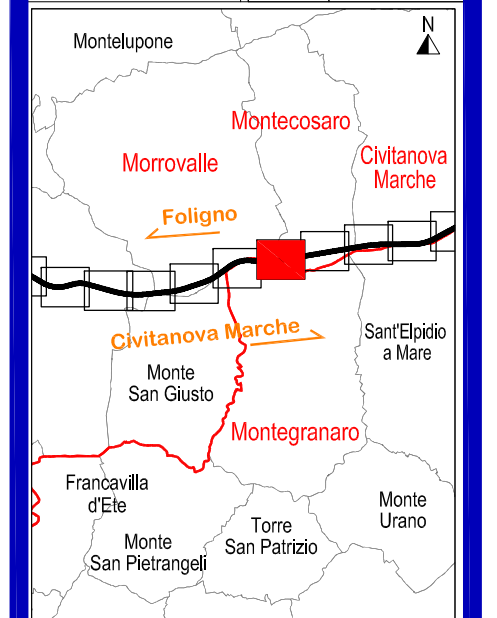 N
Montelupone
Montecosaro
Morrovalle
Civitanova
Marche
Foligno
Civitanova Marche
Sant'Elpidio
a Mare
Monte
San Giusto
Montegranaro
Francavilla
d'Ete
Monte
Urano
Torre
San Patrizio
Monte
San Pietrangeli